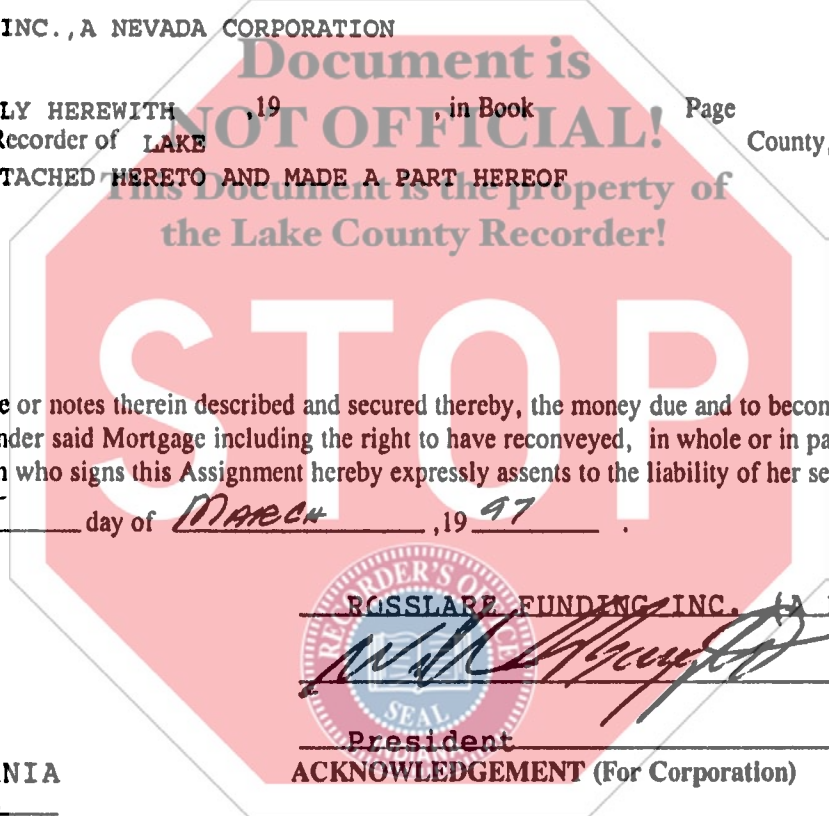 INC.,A NEVADA CORPORATION
Document is
LY HEREWITH ,19 , in Book Page
NOT OFFICIAL!
Recorder of LAKE County,
TACHED HERETO AND MADE A PART HEREOF
This Document is the property of
the Lake County Recorder!
STOP
e or notes therein described and secured thereby, the money due and to becom
nder said Mortgage including the right to have reconveyed, in whole or in pa
n who signs this Assignment hereby expressly assents to the liability of her se
day of MARCH ,19 97 .
RECORDER'S OFFICE
ROSSLARE FUNDING INC. (A
SEAL
INDIANA
President
NIA
ACKNOWLEDGEMENT (For Corporation)